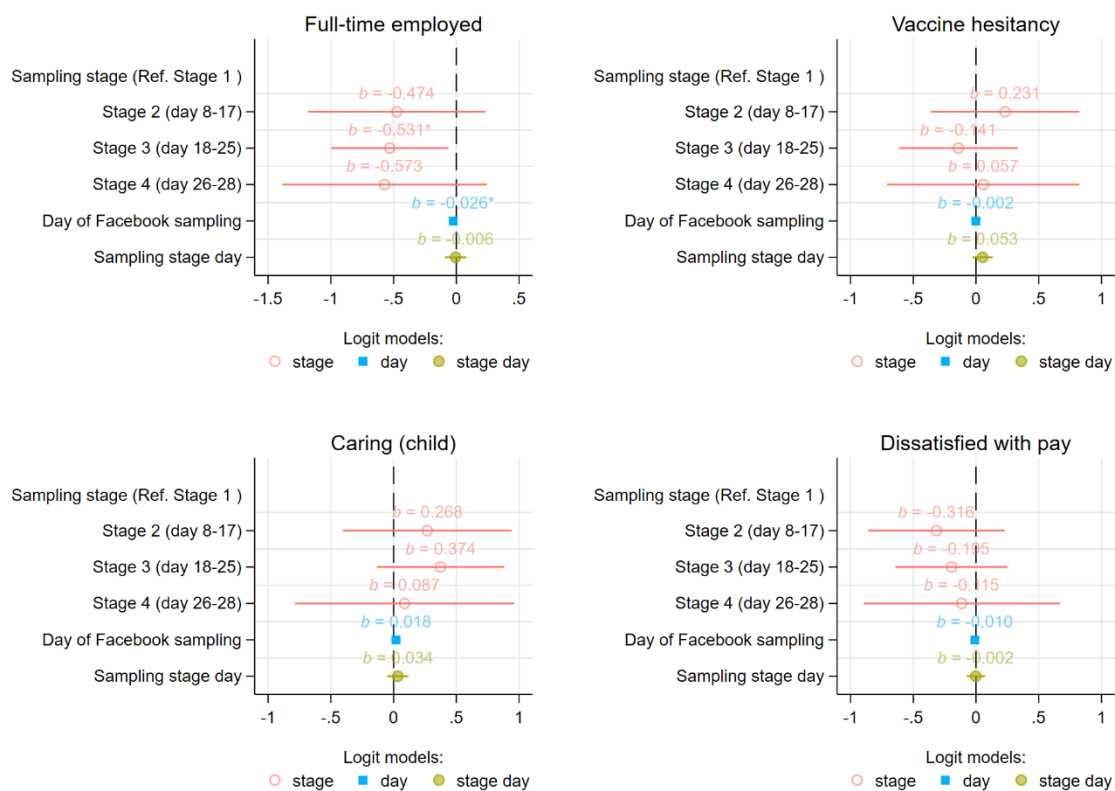 Full-time employed
Sampling stage (Ref. Stage 1 )
b = -0.474
Stage 2 (day 8-17)
b = -0.531*
Stage 3 (day 18-25)
b = -0.573
Stage 4 (day 26-28)
b = -0.026*
Day of Facebook sampling
b = -0.006
Sampling stage day
-1.5 -1 -.5 0 .5
Logit models:
stage day stage day
Vaccine hesitancy
Sampling stage (Ref. Stage 1 )
b = 0.231
Stage 2 (day 8-17)
b = -0.141
Stage 3 (day 18-25)
b = 0.057
Stage 4 (day 26-28)
b = -0.002
Day of Facebook sampling
b = 0.053
Sampling stage day
-1 -.5 0 .5 1
Logit models:
stage day stage day
Caring (child)
Sampling stage (Ref. Stage 1 )
b = 0.268
Stage 2 (day 8-17)
b = 0.374
Stage 3 (day 18-25)
b = 0.087
Stage 4 (day 26-28)
b = 0.018
Day of Facebook sampling
b = 0.034
Sampling stage day
-1 -.5 0 .5 1
Logit models:
stage day stage day
Dissatisfied with pay
Sampling stage (Ref. Stage 1 )
b = -0.316
Stage 2 (day 8-17)
b = -0.195
Stage 3 (day 18-25)
b = -0.115
Stage 4 (day 26-28)
b = -0.010
Day of Facebook sampling
b = -0.002
Sampling stage day
-1 -.5 0 .5 1
Logit models:
stage day stage day